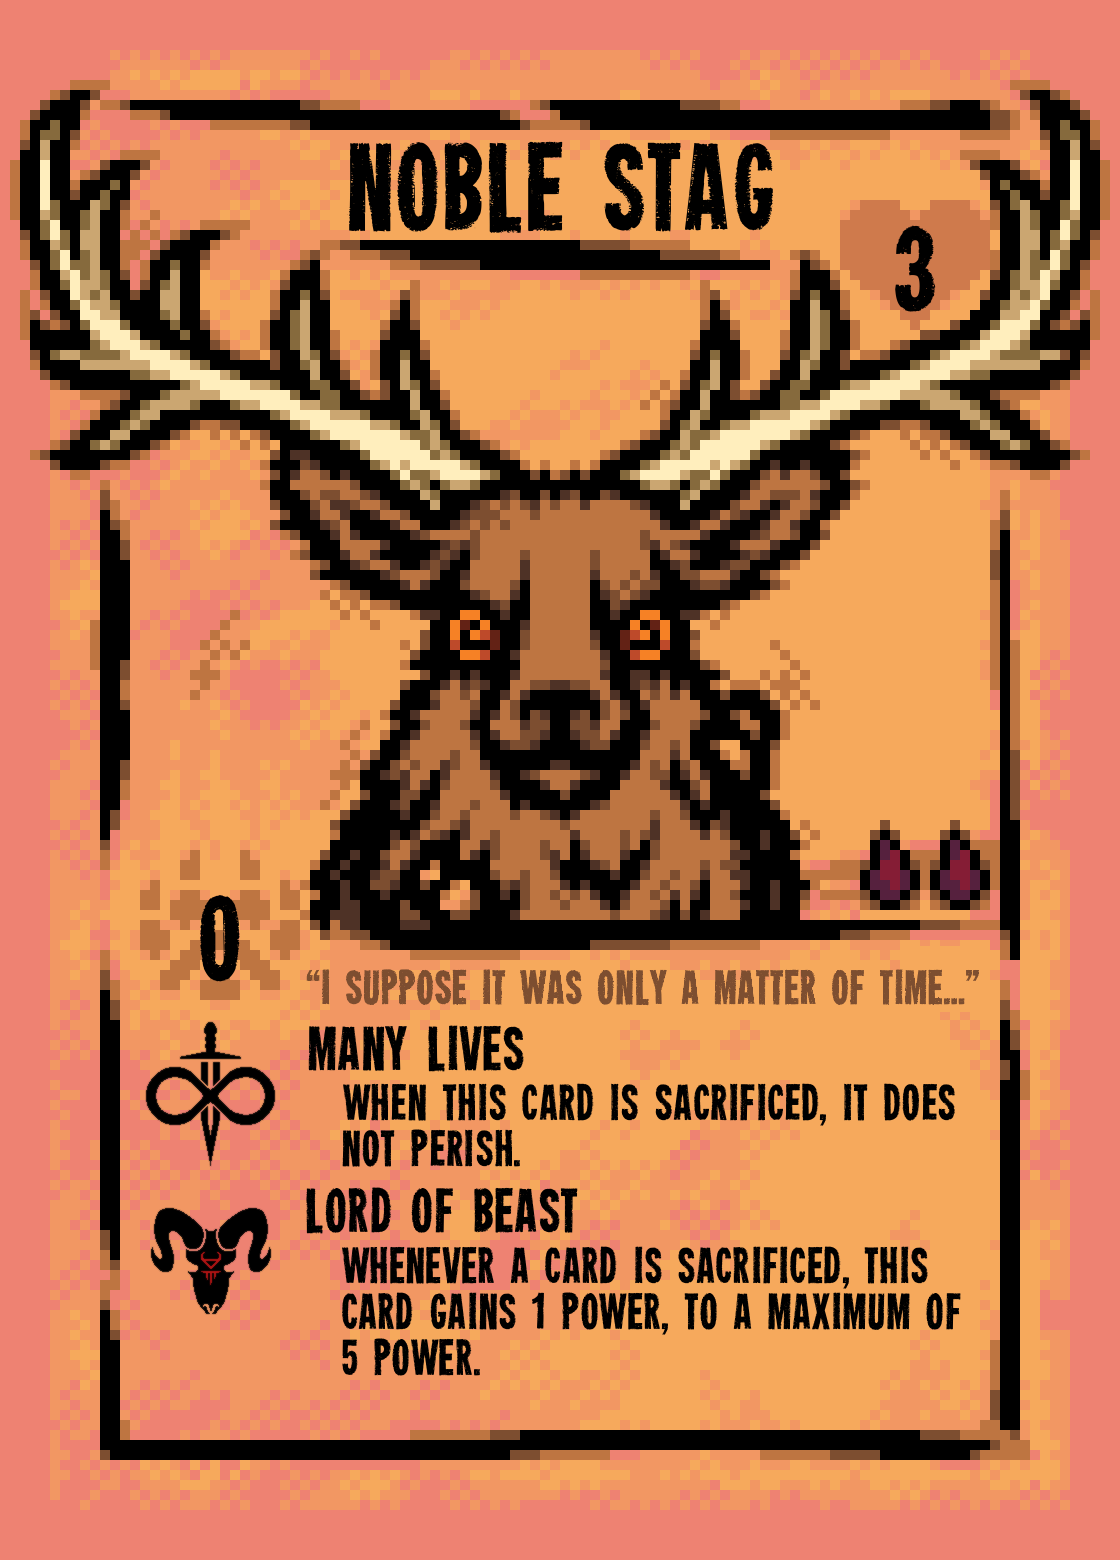 NOBLE STAG
3
0
“I SUPPOSE IT WAS ONLY A MATTER OF TIME...”
MANY LIVES
WHEN THIS CARD IS SACRIFICED, IT DOES
NOT PERISH.
LORD OF BEAST
WHENEVER A CARD IS SACRIFICED, THIS
CARD GAINS 1 POWER, TO A MAXIMUM OF
5 POWER.